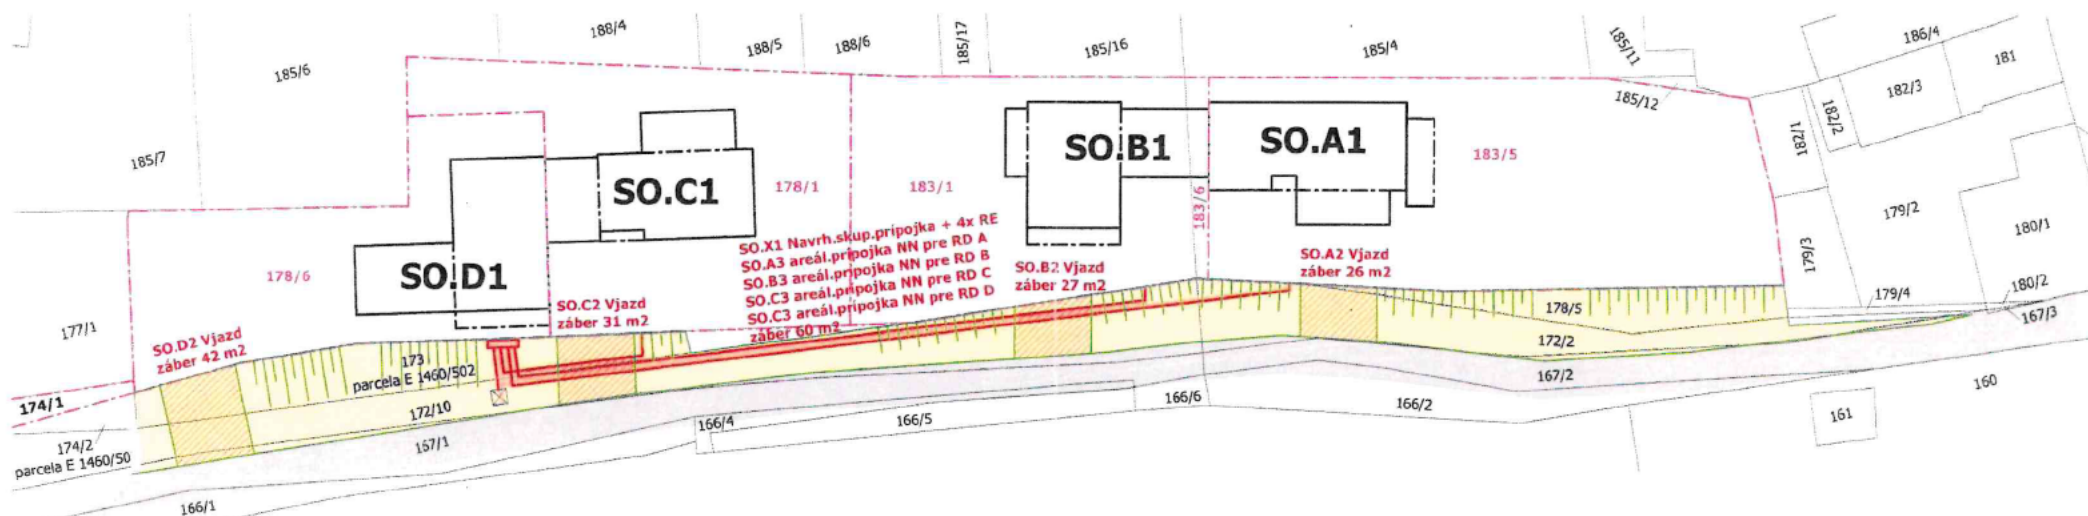 188/4
185/17
188/5
188/6
185/16
185/4
185/11
186/4
181
185/6
182/3
185/12
182/2
182/1
185/7
SO.C1
SO.B1
SO.A1
183/5
178/1
183/1
183/6
179/2
180/1
179/3
178/6
SO.D1
SO.X1 Navrh.skup.prípojka + 4x RE
SO.A3 areál.prípojka NN pre RD A
SO.B3 areál.prípojka NN pre RD B
SO.C3 areál.prípojka NN pre RD C
SO.C3 areál.prípojka NN pre RD D
záber 60 m2
SO.B2 Vjazd
záber 27 m2
SO.A2 Vjazd
záber 26 m2
SO.C2 Vjazd
záber 31 m2
SO.D2 Vjazd
záber 42 m2
177/1
180/2
179/4
178/5
167/3
172/2
173
parcela E 1460/502
167/2
160
174/1
172/10
166/6
166/2
161
166/5
166/4
167/1
174/2
parcela E 1460/50
166/1